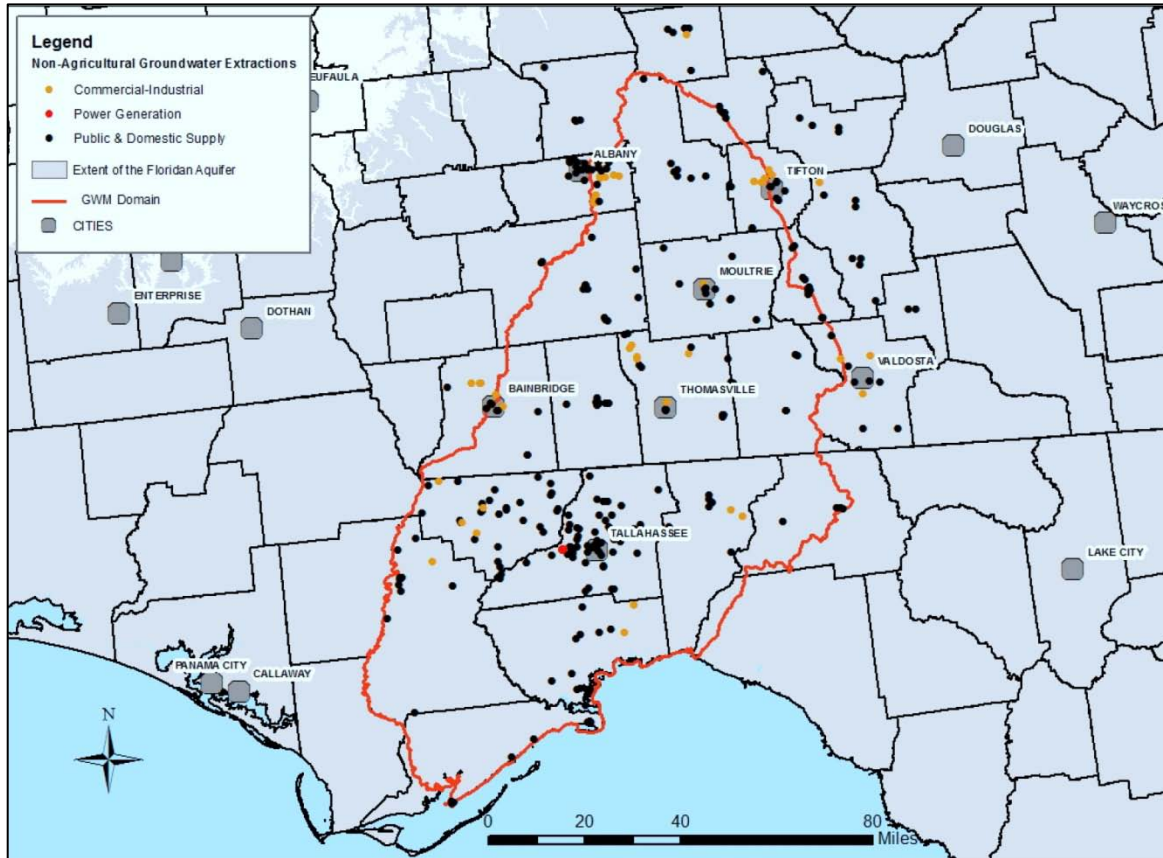 Legend
Non-Agricultural Groundwater Extractions
Commercial-Industrial
Power Generation
Public & Domestic Supply
Extent of the Floridan Aquifer
GWM Domain
CITIES
EUFAULA
DOUGLAS
ALBANY
TIFTON
WAYCROS
MOULTRIE
ENTERPRISE
DOTHAN
VALDOSTA
BAINBRIDGE
THOMASVILLE
TALLAHASSEE
LAKE CITY
PANAMA CITY
CALLAWAY
N
0 20 40 80
Miles